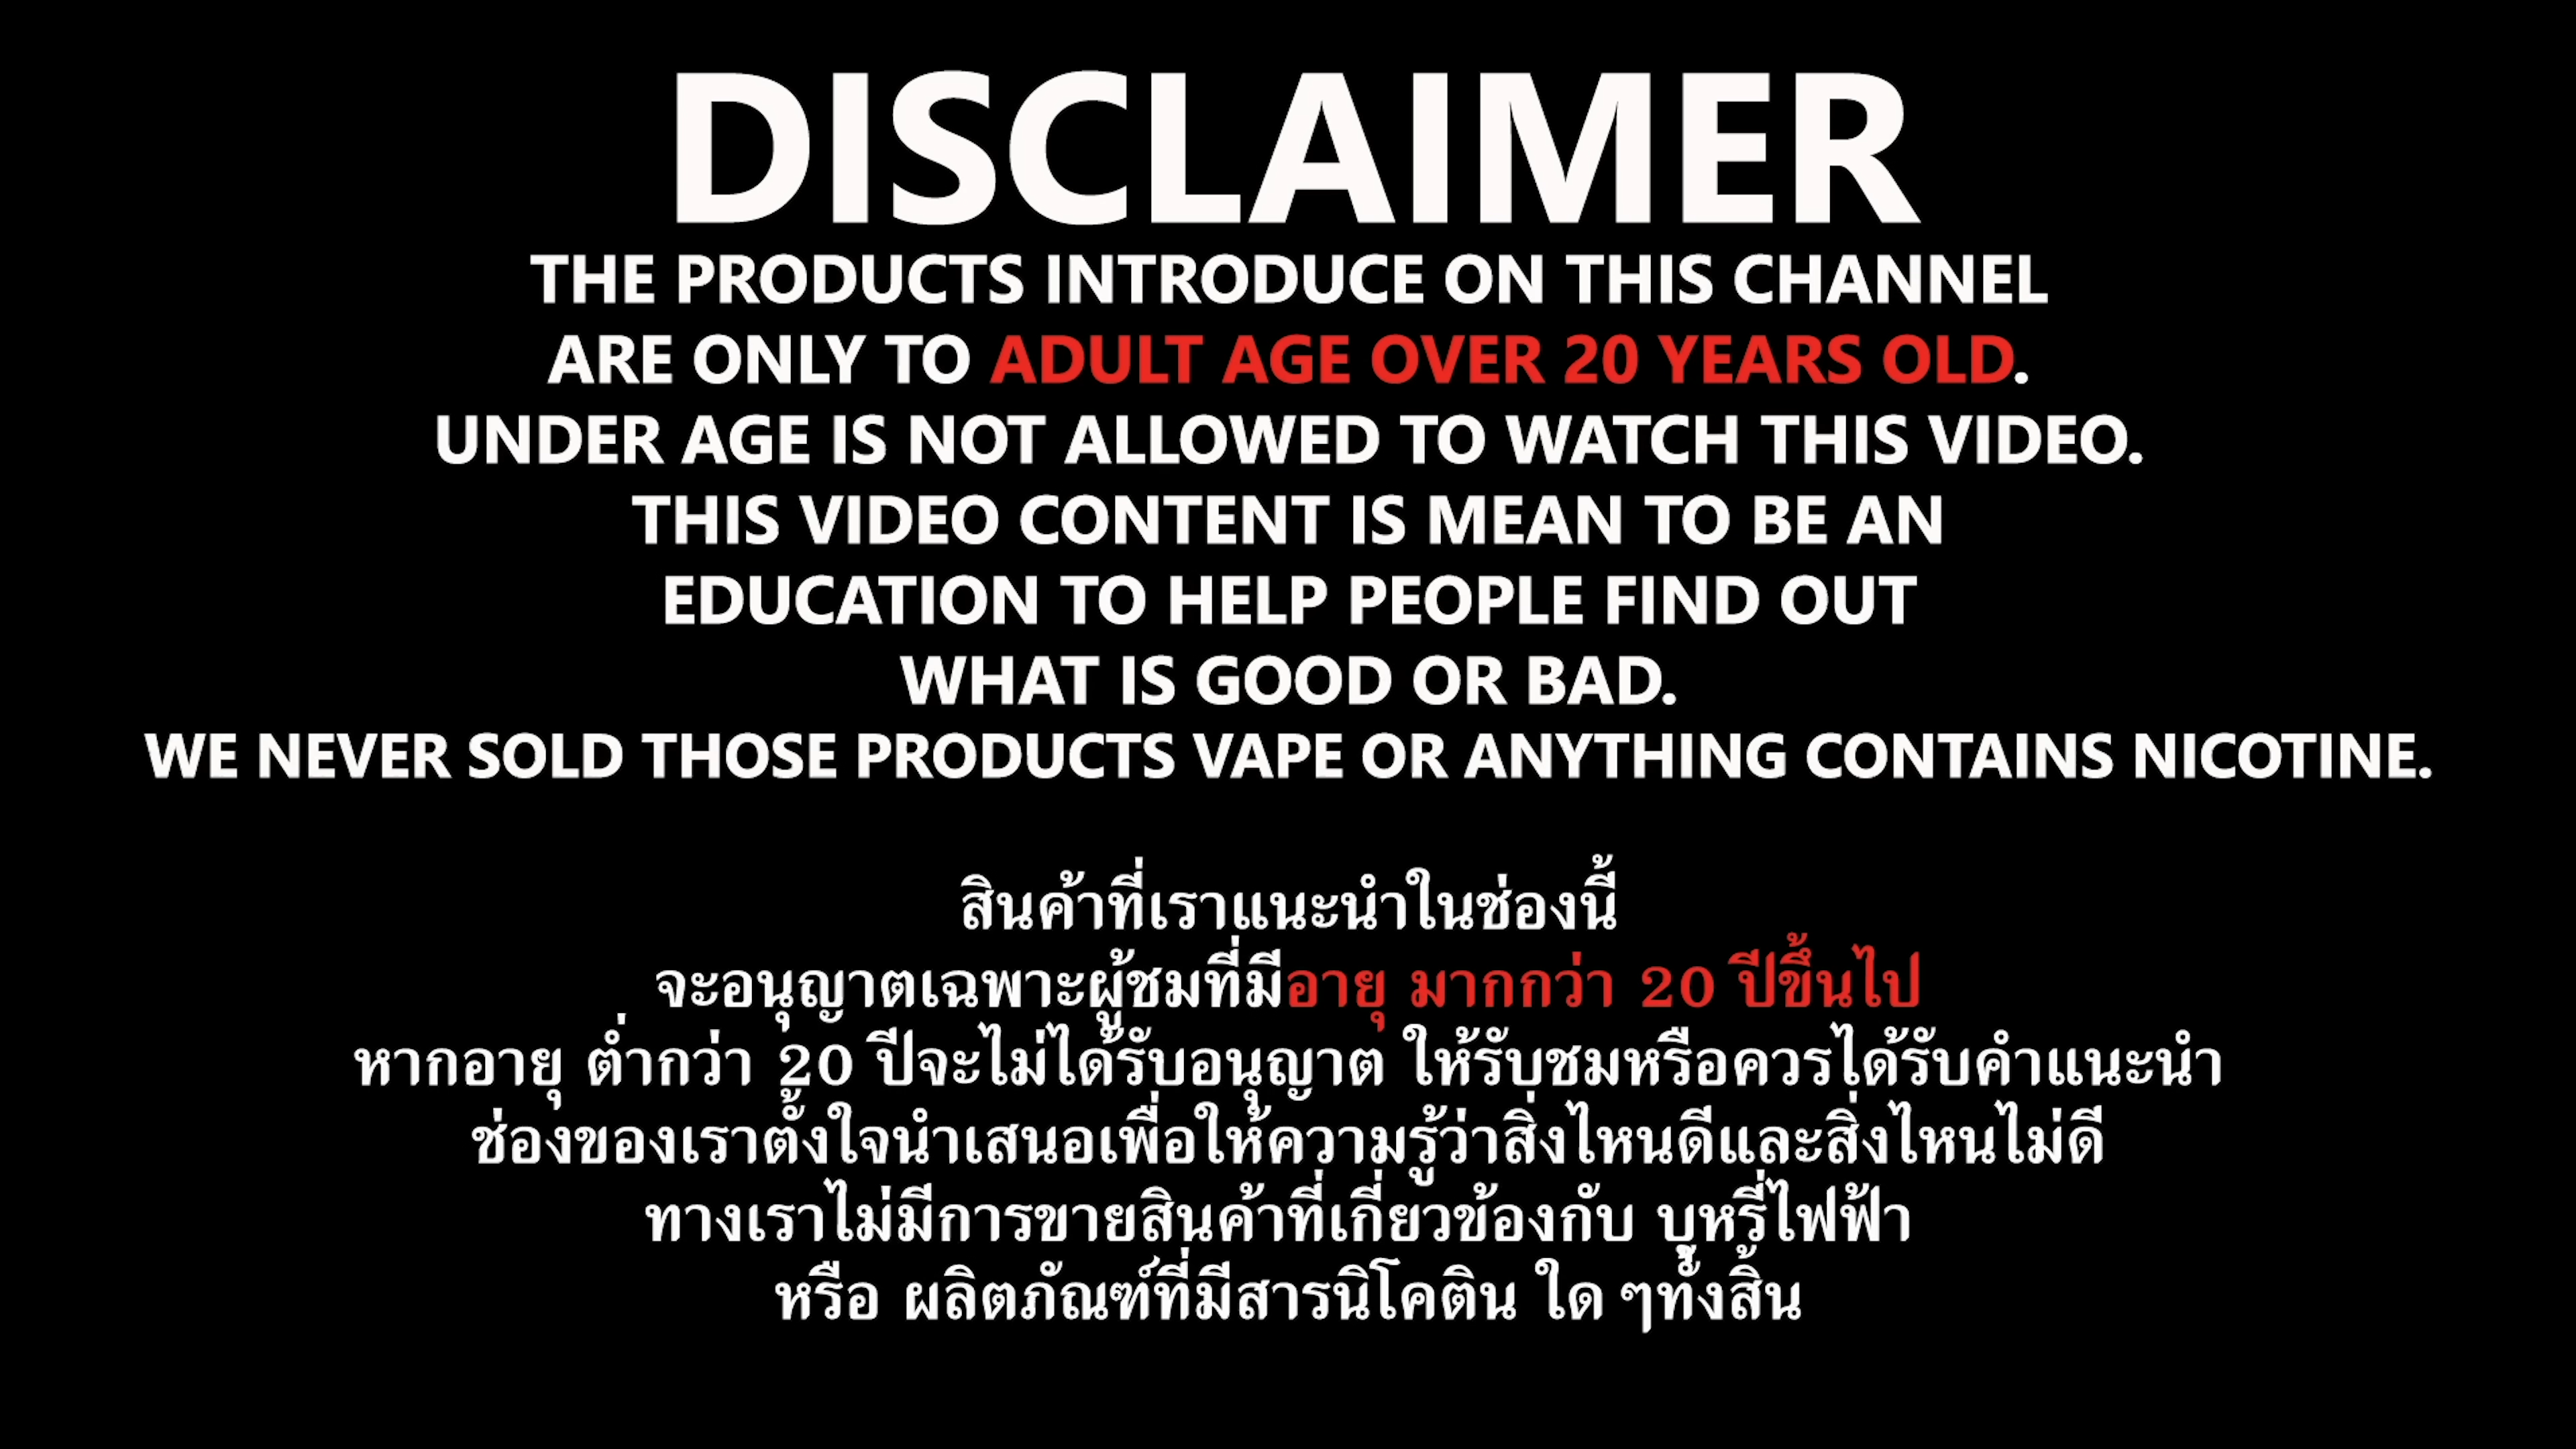 DISCLAIMER
THE PRODUCTS INTRODUCE ON THIS CHANNEL
ARE ONLY TO ADULT AGE OVER 20 YEARS OLD.
UNDER AGE IS NOT ALLOWED TO WATCH THIS VIDEO.
THIS VIDEO CONTENT IS MEAN TO BE AN
EDUCATION TO HELP PEOPLE FIND OUT
WHAT IS GOOD OR BAD.
WE NEVER SOLD THOSE PRODUCTS VAPE OR ANYTHING CONTAINS NICOTINE.
สินค้าที่เราแนะนำในช่องนี้
จะอนุญาตเฉพาะผู้ชมที่มีอายุ มากกว่า 20 ปีขึ้นไป
หากอายุ ต่ำกว่า 20 ปีจะไม่ได้รับอนุญาต ให้รับชมหรือควรได้รับคำแนะนำ
ช่องของเราตั้งใจนำเสนอเพื่อให้ความรู้ว่าสิ่งไหนดีและสิ่งไหนไม่ดี
ทางเราไม่มีการขายสินค้าที่เกี่ยวข้องกับ บุหรี่ไฟฟ้า
หรือ ผลิตภัณฑ์ที่มีสารนิโคติน ใด ๆทั้งสิ้น